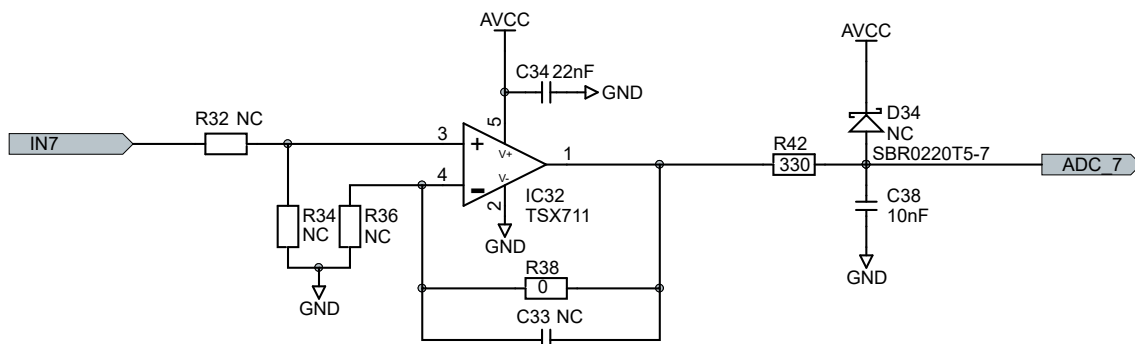 AVCC
AVCC
C34 22nF
GND
R32 NC
D34
NC
IN7
3
5
+
V+
1
R42
330
SBR0220T5-7
ADC_7
4
-
V-
2
IC32
TSX711
C38
10nF
R34
NC
R36
NC
GND
GND
R38
0
GND
C33 NC